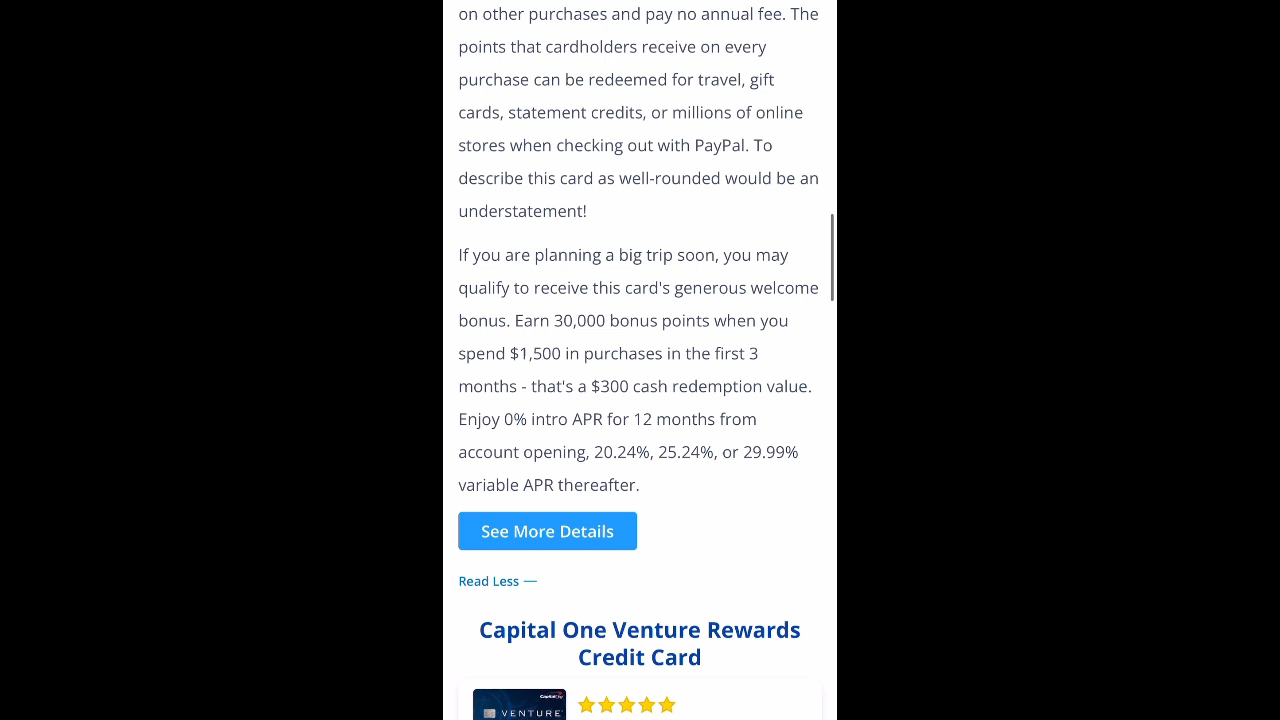 on other purchases and pay no annual fee. The
points that cardholders receive on every
purchase can be redeemed for travel, gift
cards, statement credits, or millions of online
stores when checking out with PayPal. To
describe this card as well-rounded would be an
understatement!
If you are planning a big trip soon, you may
qualify to receive this card's generous welcome
bonus. Earn 30,000 bonus points when you
spend $1,500 in purchases in the first 3
months - that's a $300 cash redemption value.
Enjoy 0% intro APR for 12 months from
account opening, 20.24%, 25.24%, or 29.99%
variable APR thereafter.
See More Details
Read Less —
Capital One Venture Rewards
Credit Card
Capital One
VENTURE